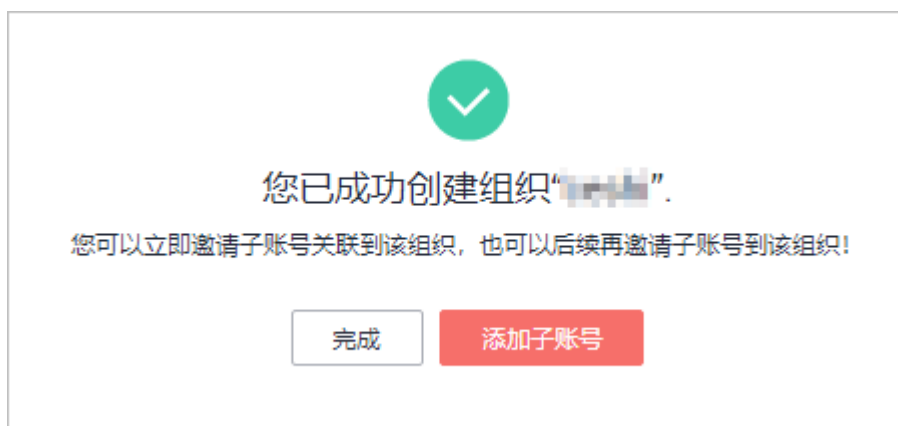 您已成功创建组织“ ”.
您可以立即邀请子账号关联到该组织，也可以后续再邀请子账号到该组织！
完成
添加子账号